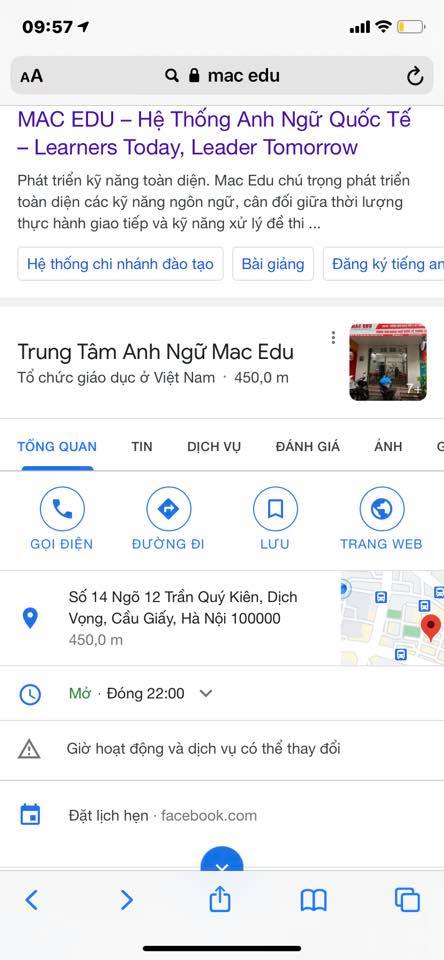 09:57
AA mac edu
MAC EDU – Hệ Thống Anh Ngữ Quốc Tế
– Learners Today, Leader Tomorrow
Phát triển kỹ năng toàn diện. Mac Edu chú trọng phát triển
toàn diện các kỹ năng ngôn ngữ, cân đối giữa thời lượng
thực hành giao tiếp và kỹ năng xử lý đề thi ...
Hệ thống chi nhánh đào tạo Bài giảng Đăng ký tiếng an
Trung Tâm Anh Ngữ Mac Edu
Tổ chức giáo dục ở Việt Nam · 450,0 m
MAC EDU
7+
TỔNG QUAN TIN DỊCH VỤ ĐÁNH GIÁ ẢNH G
GỌI ĐIỆN ĐƯỜNG ĐI LƯU TRANG WEB
Số 14 Ngõ 12 Trần Quý Kiên, Dịch
Vọng, Cầu Giấy, Hà Nội 100000
450,0 m
Mở · Đóng 22:00
Giờ hoạt động và dịch vụ có thể thay đổi
Đặt lịch hẹn · facebook.com